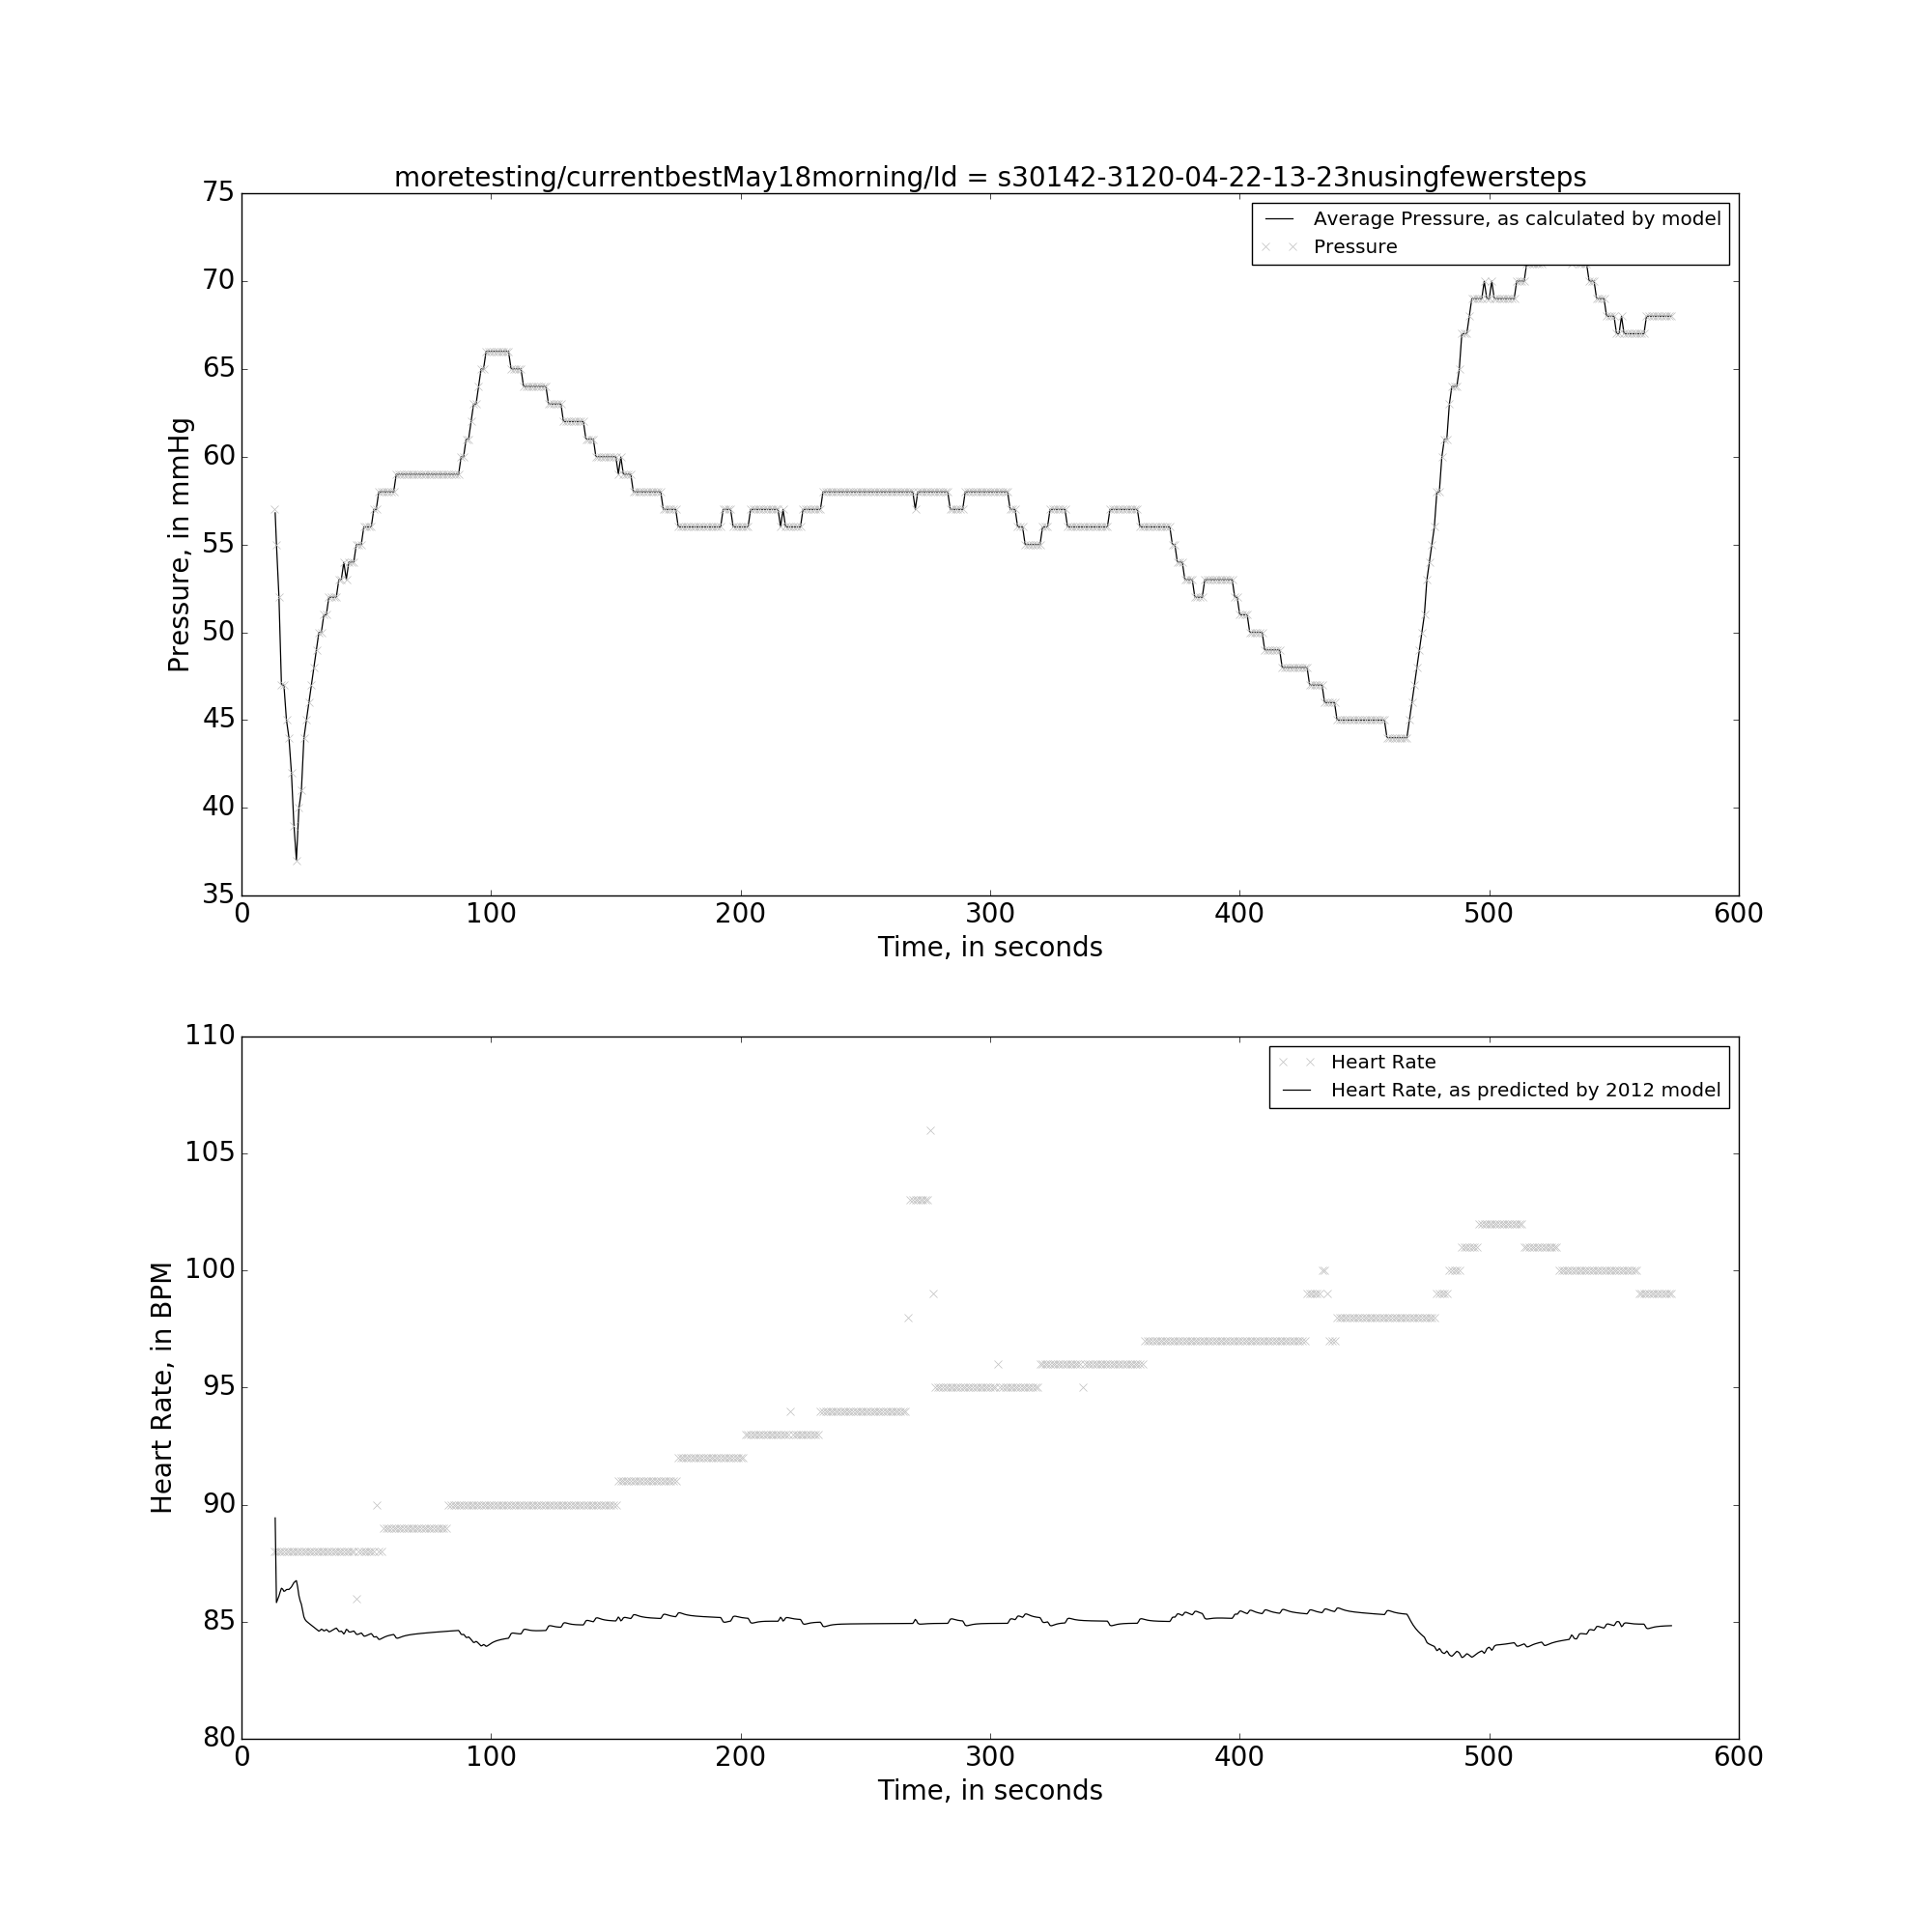 moretesting/currentbestMay18morning/Id = s30142-3120-04-22-13-23nusingfewersteps
Average Pressure, as calculated by model
Pressure
75
70
65
60
55
50
45
40
35
Pressure, in mmHg
0 100 200 300 400 500 600
Time, in seconds
Heart Rate
Heart Rate, as predicted by 2012 model
110
105
100
95
90
85
80
Heart Rate, in BPM
0 100 200 300 400 500 600
Time, in seconds